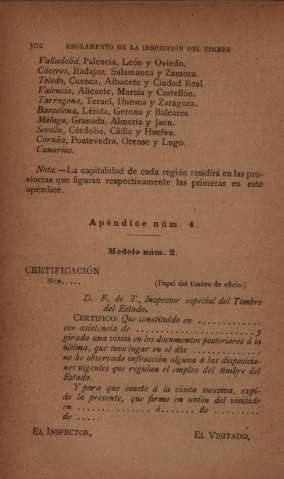 302 REGLAMENTO DE LA INSPECCIÓN DEL TIMBRE
Valladolid, Palencia, León y Oviedo.
Cáceres, Badajoz, Salamanca y Zamora.
Toledo, Cuenca, Albacete y Ciudad Real.
Valencia, Alicante, Murcia y Castellón.
Tarragona, Teruel, Huesca y Zaragoza.
Barcelona, Lérida, Gerona y Baleares.
Málaga, Granada, Almería y Jaén.
Sevilla, Córdoba, Cádiz y Huelva.
Coruña, Pontevedra, Orense y Lugo.
Canarias.
Nota.—La capitalidad de cada región residirá en las pro-
vincias que figuran respectivamente las primeras en este
apéndice.
Apéndice núm. 4.
Modelo núm. 2.
CERTIFICACIÓN
Núm..... (Papel del timbre de oficio.)
D. F. de T., Inspector especial del Timbre
del Estado.
CERTIFICO: Que constituido en ............
con asistencia de ...................... y
girado una visita en los documentos posteriores á la
última, que tuvo lugar en el día ............
no he observado infracción alguna á las disposicio-
nes vigentes que regulan el empleo del timbre del
Estado.
Y para que conste á la visita sucesiva, expi-
do la presente, que firmo en unión del visitado
en ............ á...... de ........
de .....
EL INSPECTOR, EL VISITADO,